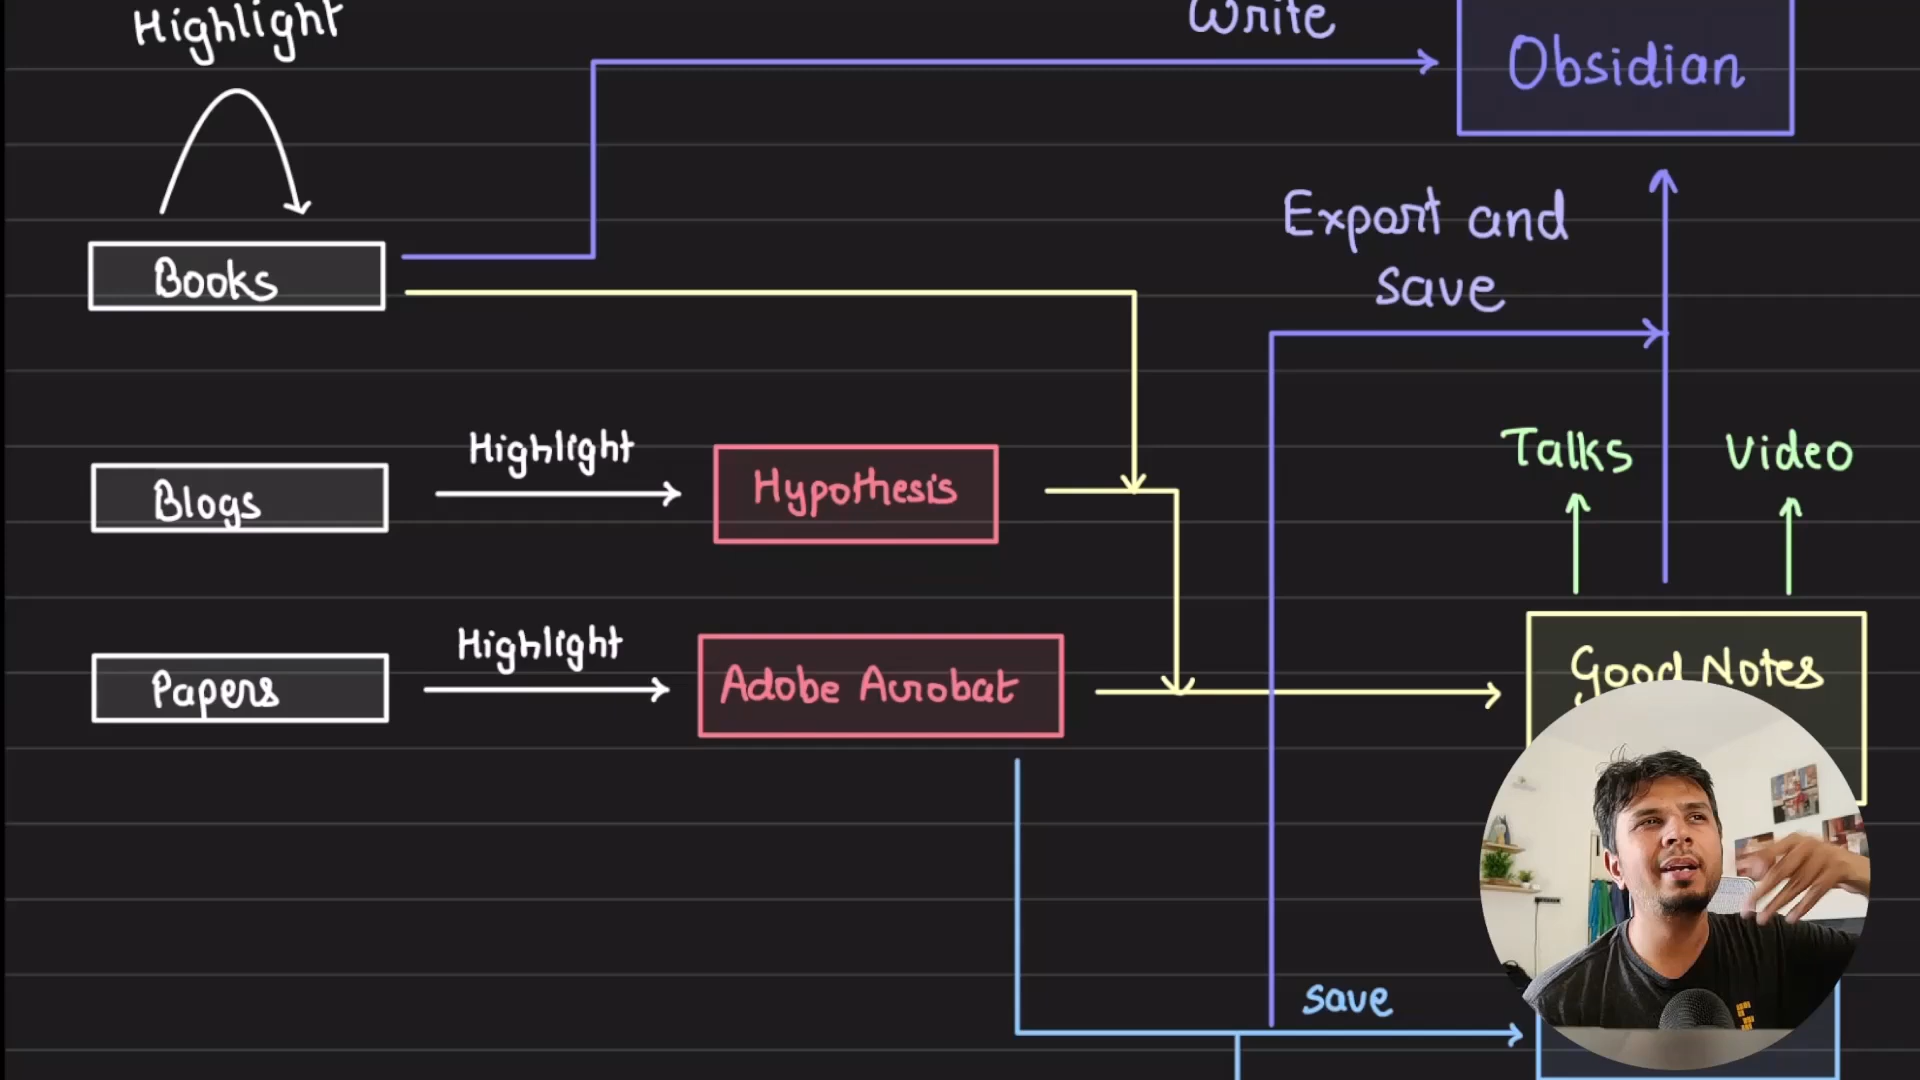 Highlight
Write
Obsidian
Export and
Save
Books
Highlight
Talks
Video
Blogs
Hypothesis
Highlight
Papers
Adobe Acrobat
Good Notes
save